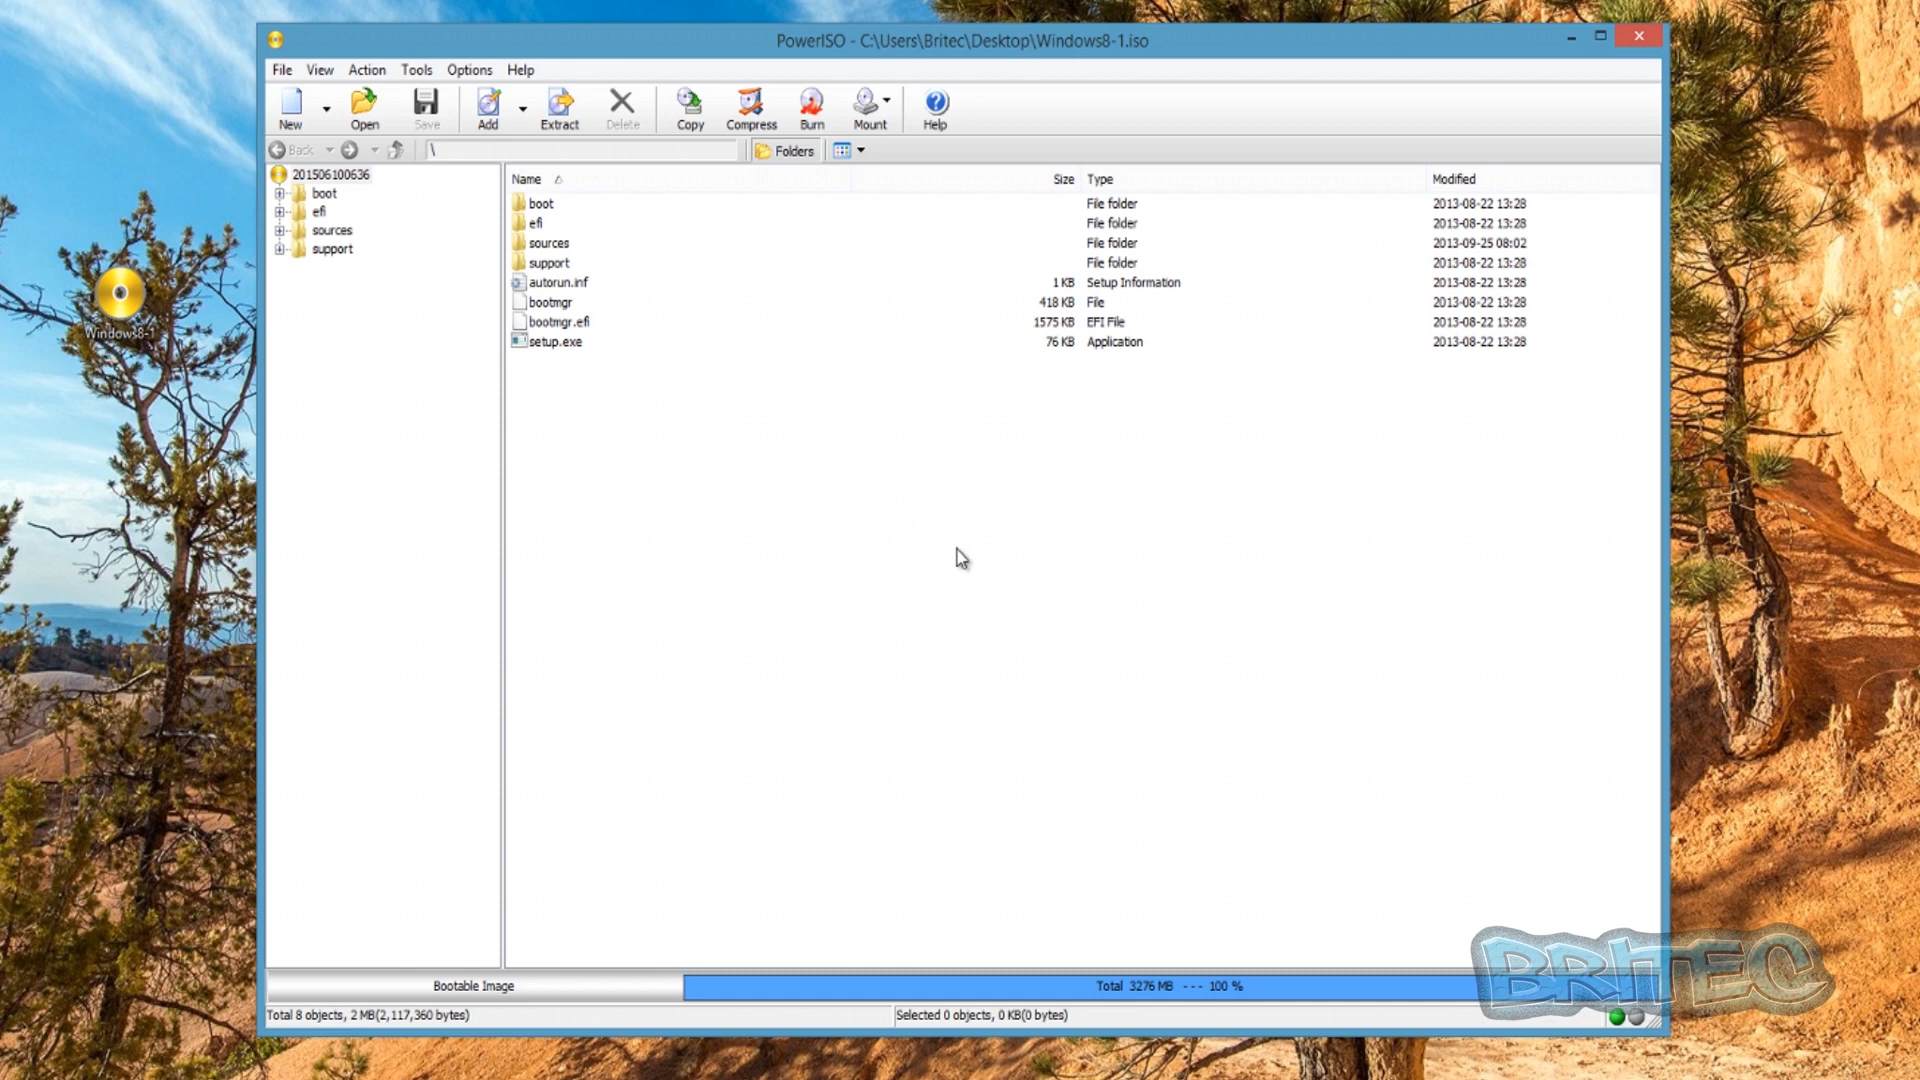 PowerISO - C:\Users\Britec\Desktop\Windows8-1.iso
File View Action Tools Options Help
New Open Save Add Extract Delete Copy Compress Burn Mount Help
Back \ Folders
201506100636
boot
efi
sources
support
Name Size Type Modified
boot File folder 2013-08-22 13:28
efi File folder 2013-08-22 13:28
sources File folder 2013-09-25 08:02
support File folder 2013-08-22 13:28
autorun.inf 1 KB Setup Information 2013-08-22 13:28
bootmgr 418 KB File 2013-08-22 13:28
bootmgr.efi 1575 KB EFI File 2013-08-22 13:28
setup.exe 76 KB Application 2013-08-22 13:28
Windows8-1
Bootable Image Total 3276 MB --- 100 %
Total 8 objects, 2 MB(2,117,360 bytes) Selected 0 objects, 0 KB(0 bytes)
BRITEC